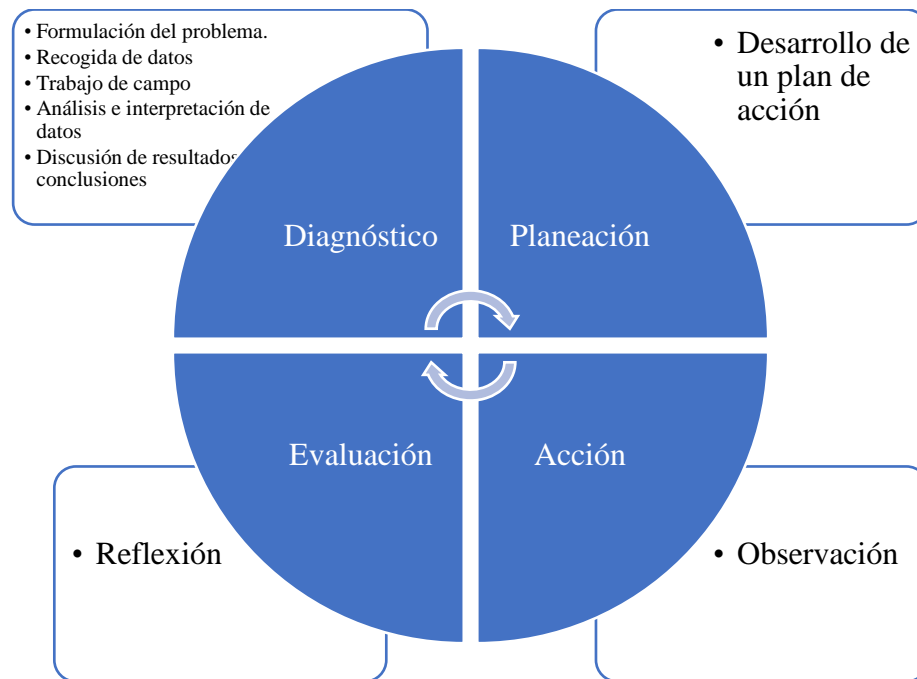 • Formulación del problema.
• Recogida de datos
• Trabajo de campo
• Análisis e interpretación de
datos
• Discusión de resultados
conclusiones
• Desarrollo de
un plan de
acción
Diagnóstico
Planeación
Evaluación
Acción
• Reflexión
• Observación